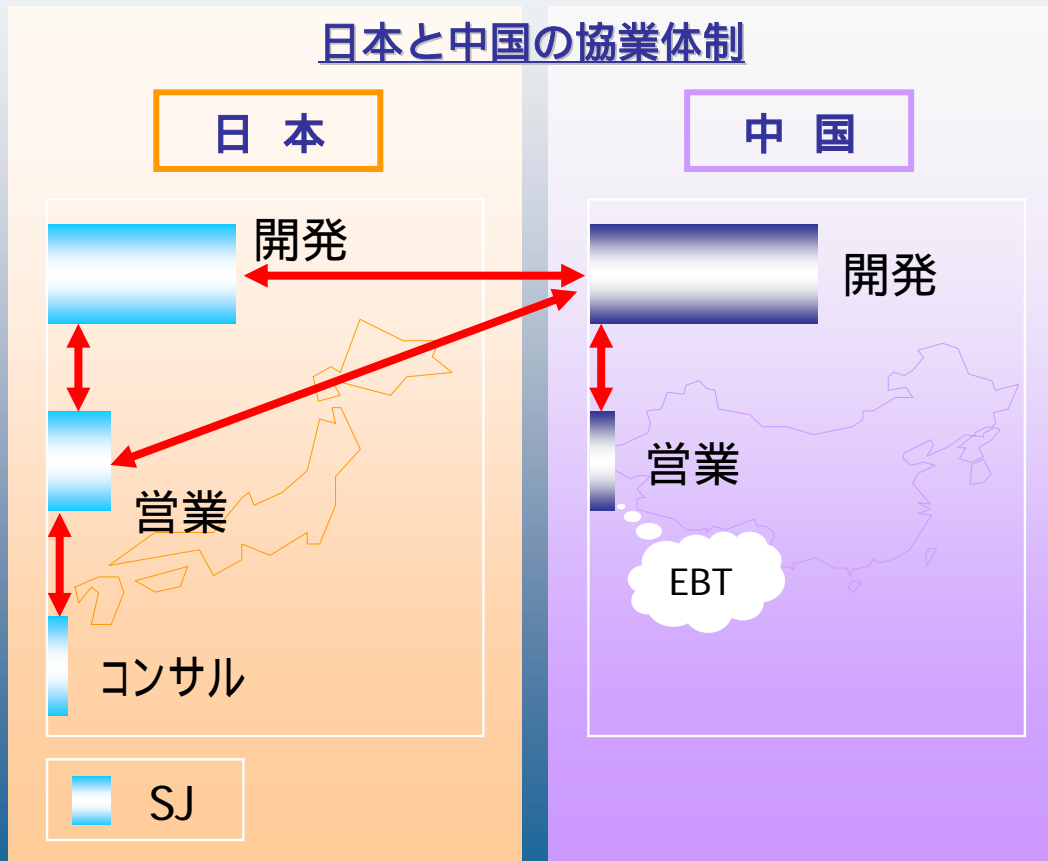 日本と中国の協業体制
日 本
開発
営業
コンサル
SJ
中 国
開発
営業
EBT